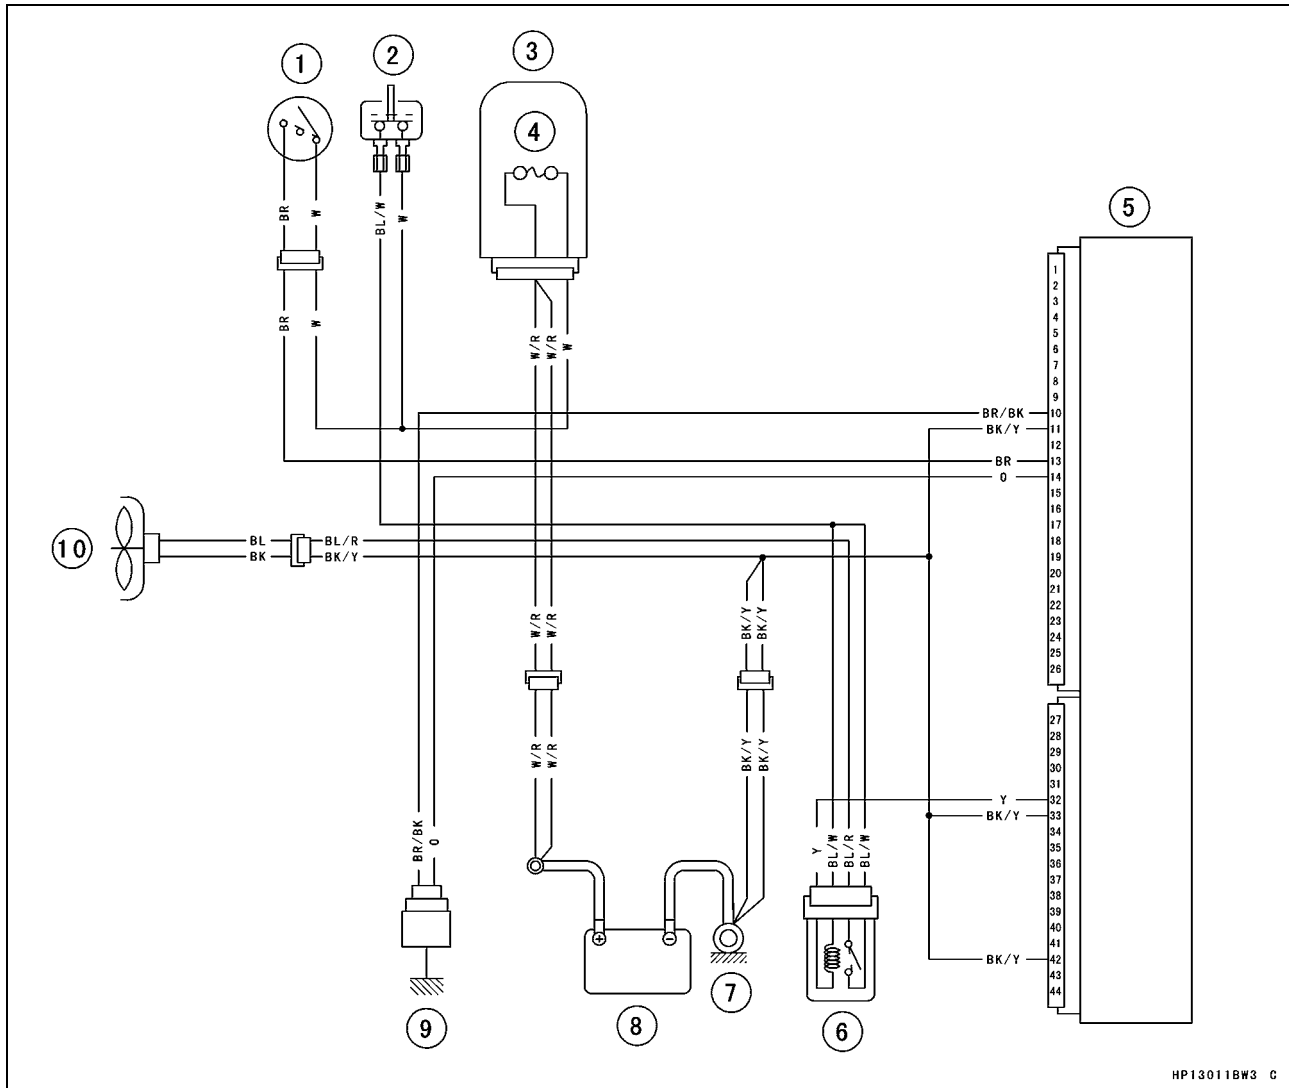 1
2
3
4
5
BR
W
BL/W
W
BR
W
W/R
W/R
W
1
2
3
4
5
6
7
8
9
BR/BK
10
BK/Y
11
12
BR
13
O
14
15
16
17
18
19
20
21
22
23
24
25
26
10
BL
BL/R
BK
BK/Y
W/R
W/R
BK/Y
BK/Y
W/R
W/R
BK/Y
BK/Y
27
28
29
30
31
Y
32
BK/Y
33
34
35
36
37
38
39
40
41
BK/Y
42
43
44
BR/BK
O
Y
BL/W
BL/R
BL/W
9
8
7
6
HP13011BW3 C